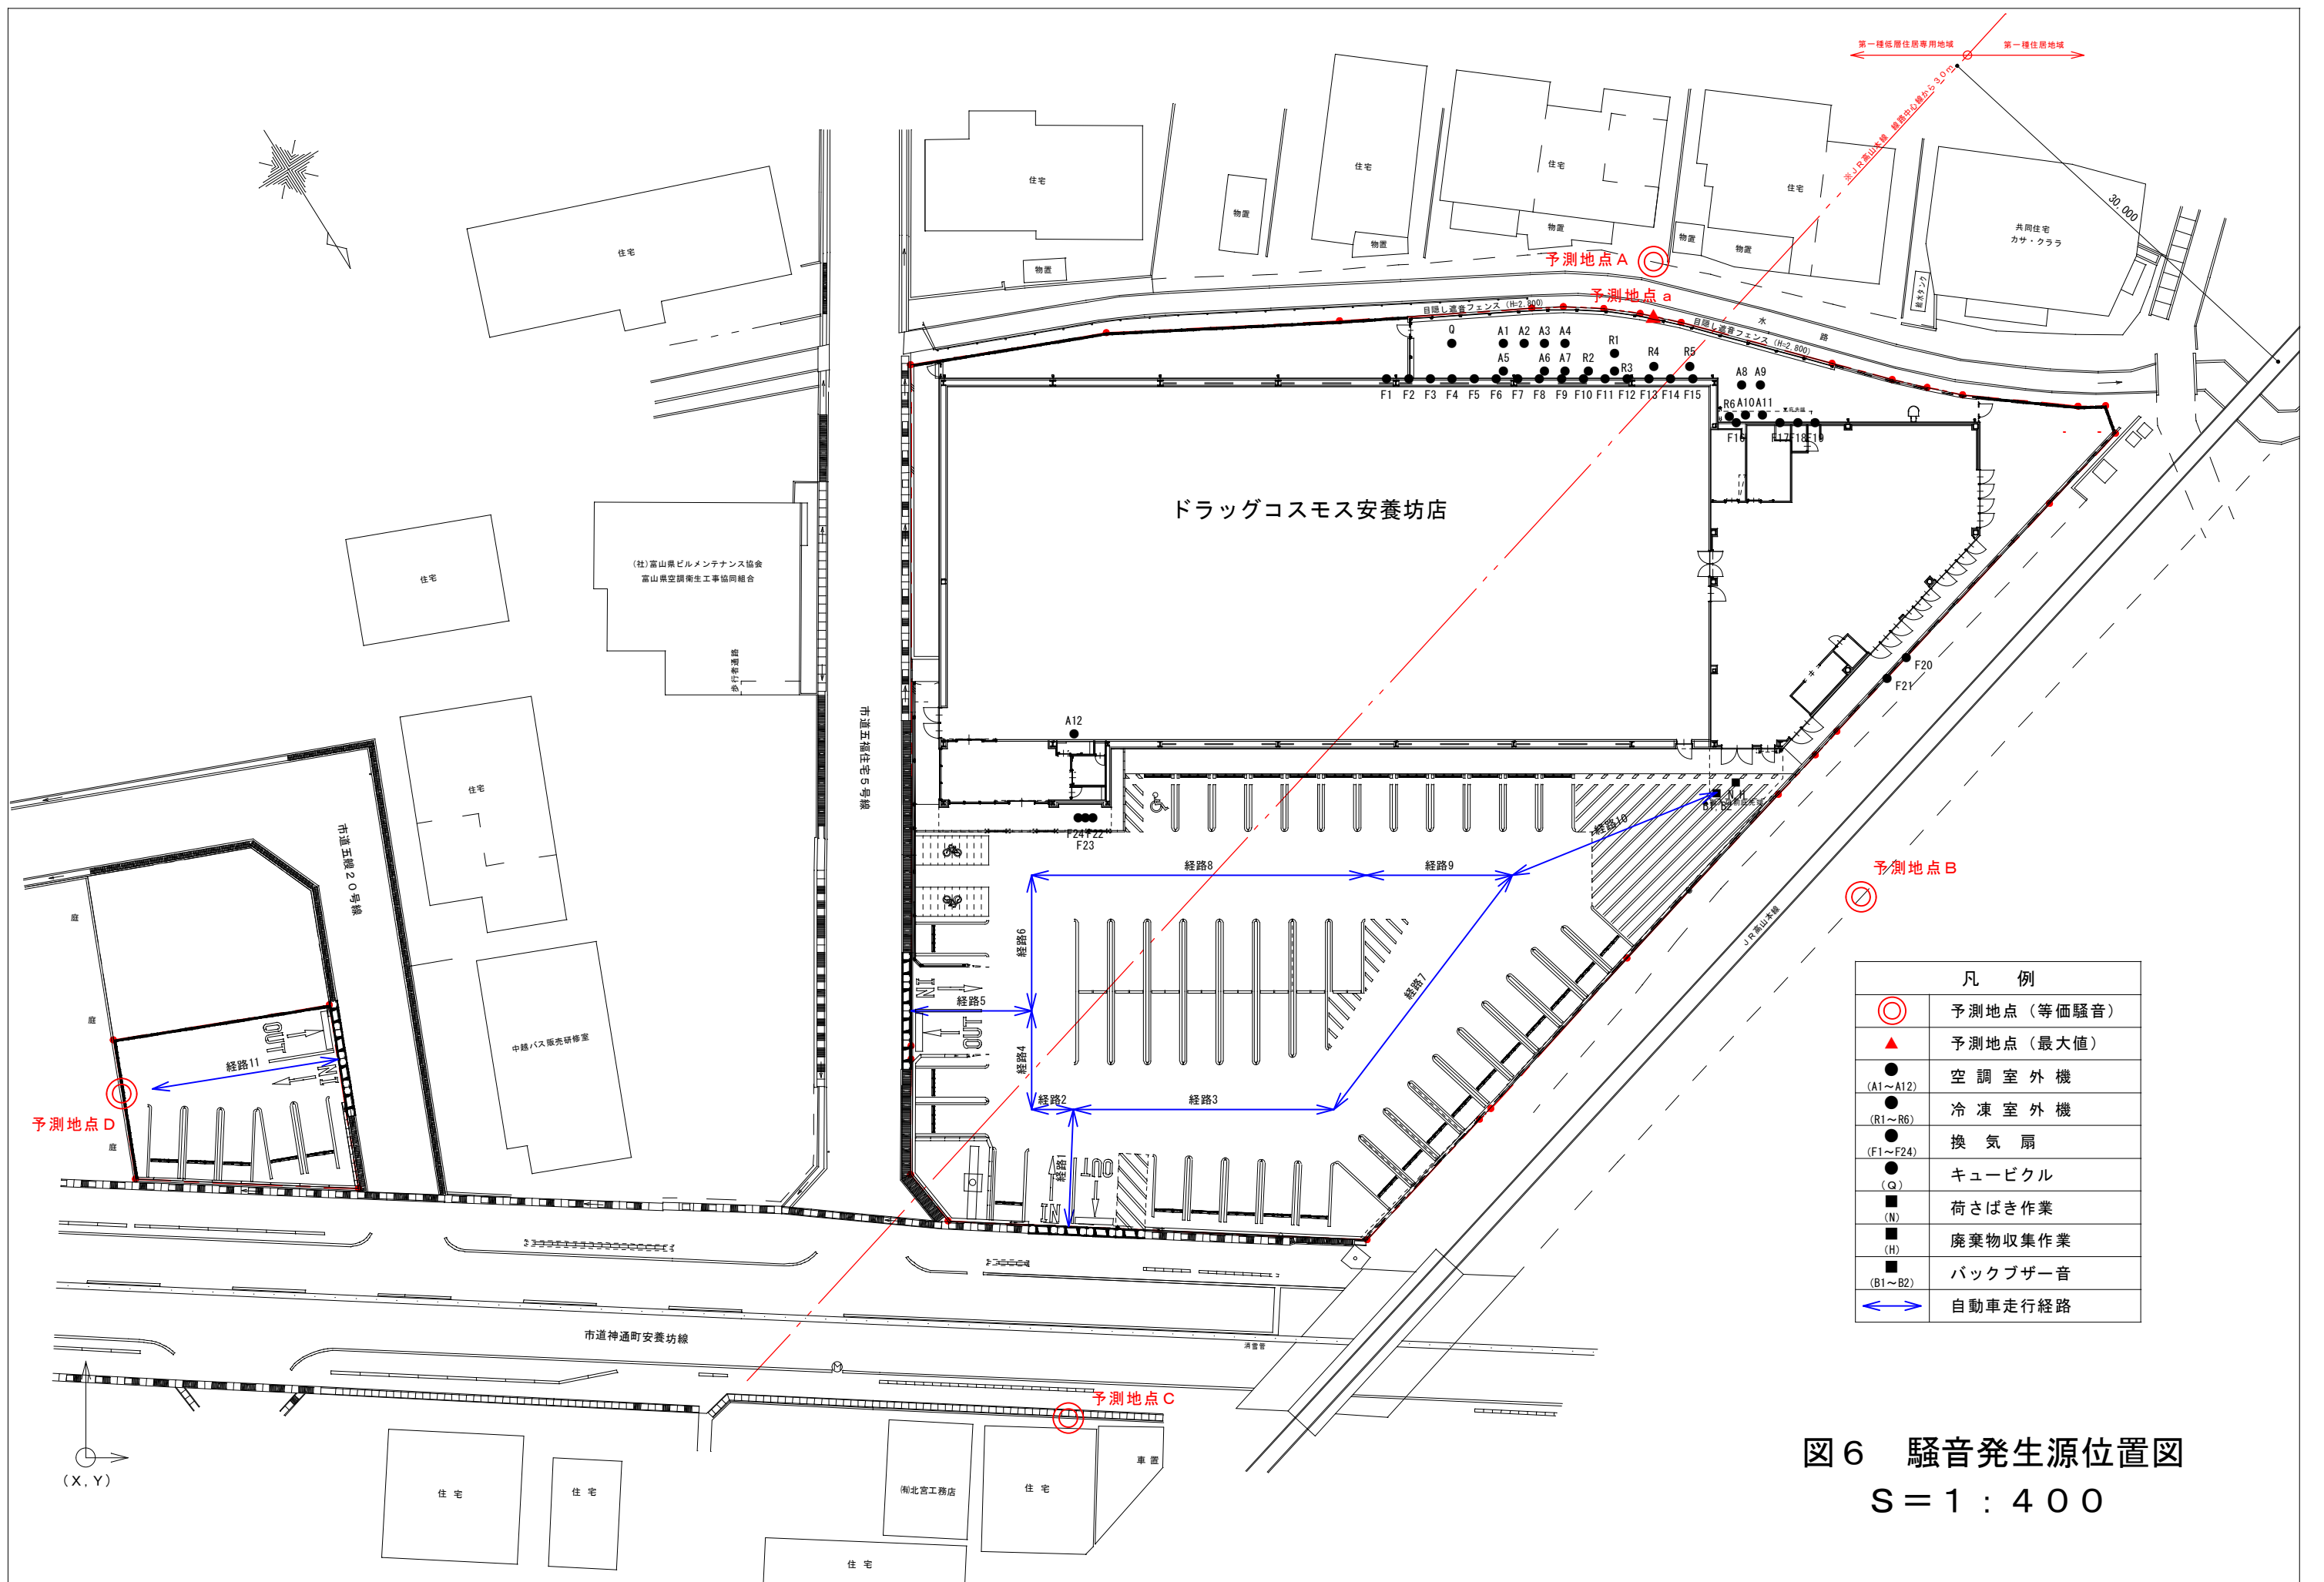 第一種低層住居専用地域
第一種住居地域
※JR高山本線 線路中心線から30m
30,000
住宅
住宅
物置
物置
住宅
物置
住宅
物置
物置
住宅
物置
共同住宅
カサ・クララ
給水タンク
住宅
予測地点A
予測地点a
目隠し遮音フェンス (H=2.800)
目隠し遮音フェンス (H=2.800)
水路
Q
A1
A2
A3
A4
R1
A5
A6
A7
R2
R3
R4
R5
A8
A9
F1
F2
F3
F4
F5
F6
F7
F8
F9
F10
F11
F12
F13
F14
F15
R6
A10
A11
F16
F17
F18
F19
ドラッグコスモス安養坊店
(社)富山県ビルメンテナンス協会
富山県空調衛生工事協同組合
歩行者通路
住宅
住宅
市道五福住宅5号線
市道五艘20号線
A12
F20
F21
F24
F22
F23
N,H
B1,B2
経路10
経路8
経路9
経路6
経路7
経路5
経路4
経路2
経路3
経路1
IN
OUT
IN
OUT
予測地点B
JR高山本線
庭
庭
庭
OUT
IN
経路11
予測地点D
中越バス販売研修室
凡 例
予測地点(等価騒音)
予測地点(最大値)
(A1~A12) 空調室外機
(R1~R6) 冷凍室外機
(F1~F24) 換気扇
(Q) キュービクル
(N) 荷さばき作業
(H) 廃棄物収集作業
(B1~B2) バックブザー音
自動車走行経路
市道神通町安養坊線
消雪管
M
予測地点C
(X,Y)
住宅
住宅
㈲北宮工務店
住宅
車置
住宅
図6 騒音発生源位置図
S=1:400